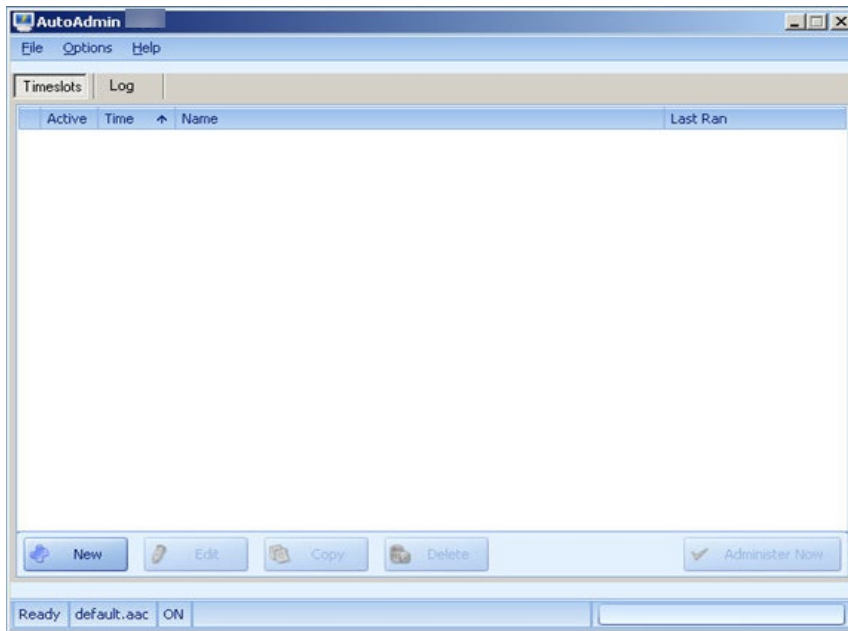 AutoAdmin
File Options Help
Timeslots Log
Active Time Name Last Ran
New Edit Copy Delete Administer Now
Ready default.aac ON